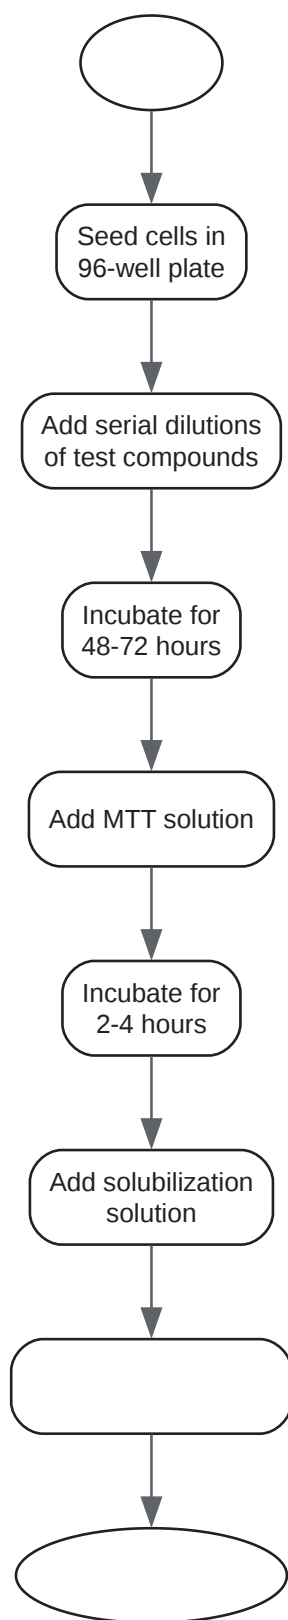 Seed cells in
96-well plate
Add serial dilutions
of test compounds
Incubate for
48-72 hours
Add MTT solution
Incubate for
2-4 hours
Add solubilization
solution